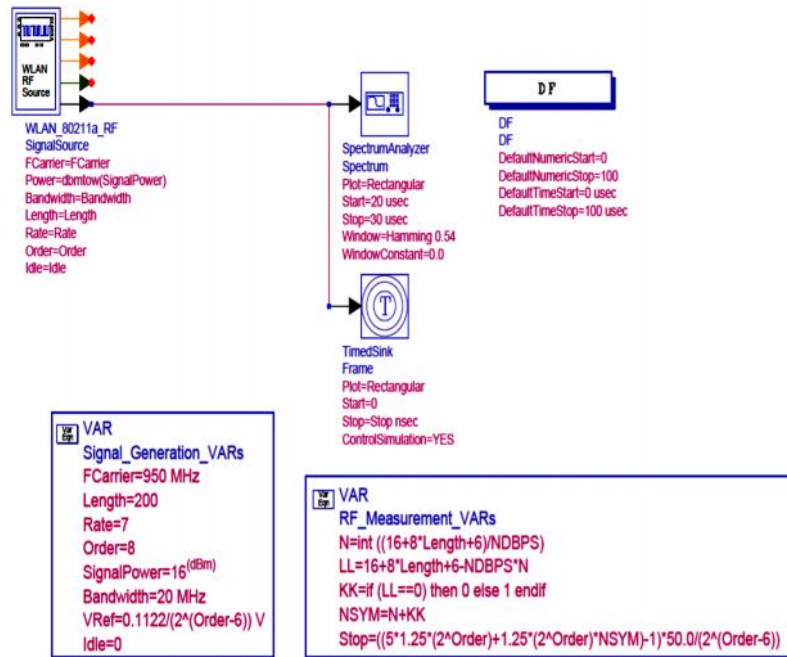 WLAN
RF
Source
WLAN_80211a_RF
SignalSource
FCarrier=FCarrier
Power=dbmtow(SignalPower)
Bandwidth=Bandwidth
Length=Length
Rate=Rate
Order=Order
Idle=Idle
SpectrumAnalyzer
Spectrum
Plot=Rectangular
Start=20 usec
Stop=30 usec
Window=Hamming 0.54
WindowConstant=0.0
DF
DF
DF
DefaultNumericStart=0
DefaultNumericStop=100
DefaultTimeStart=0 usec
DefaultTimeStop=100 usec
T
TimedSink
Frame
Plot=Rectangular
Start=0
Stop=Stop nsec
ControlSimulation=YES
Var
Eqn
VAR
Signal_Generation_VARs
FCarrier=950 MHz
Length=200
Rate=7
Order=8
SignalPower=16(dBm)
Bandwidth=20 MHz
VRef=0.1122/(2^(Order-6)) V
Idle=0
Var
Eqn
VAR
RF_Measurement_VARs
N=int ((16+8*Length+6)/NDBPS)
LL=16+8*Length+6-NDBPS*N
KK=if (LL==0) then 0 else 1 endif
NSYM=N+KK
Stop=((5*1.25*(2^Order)+1.25*(2^Order)*NSYM)-1)*50.0/(2^(Order-6))